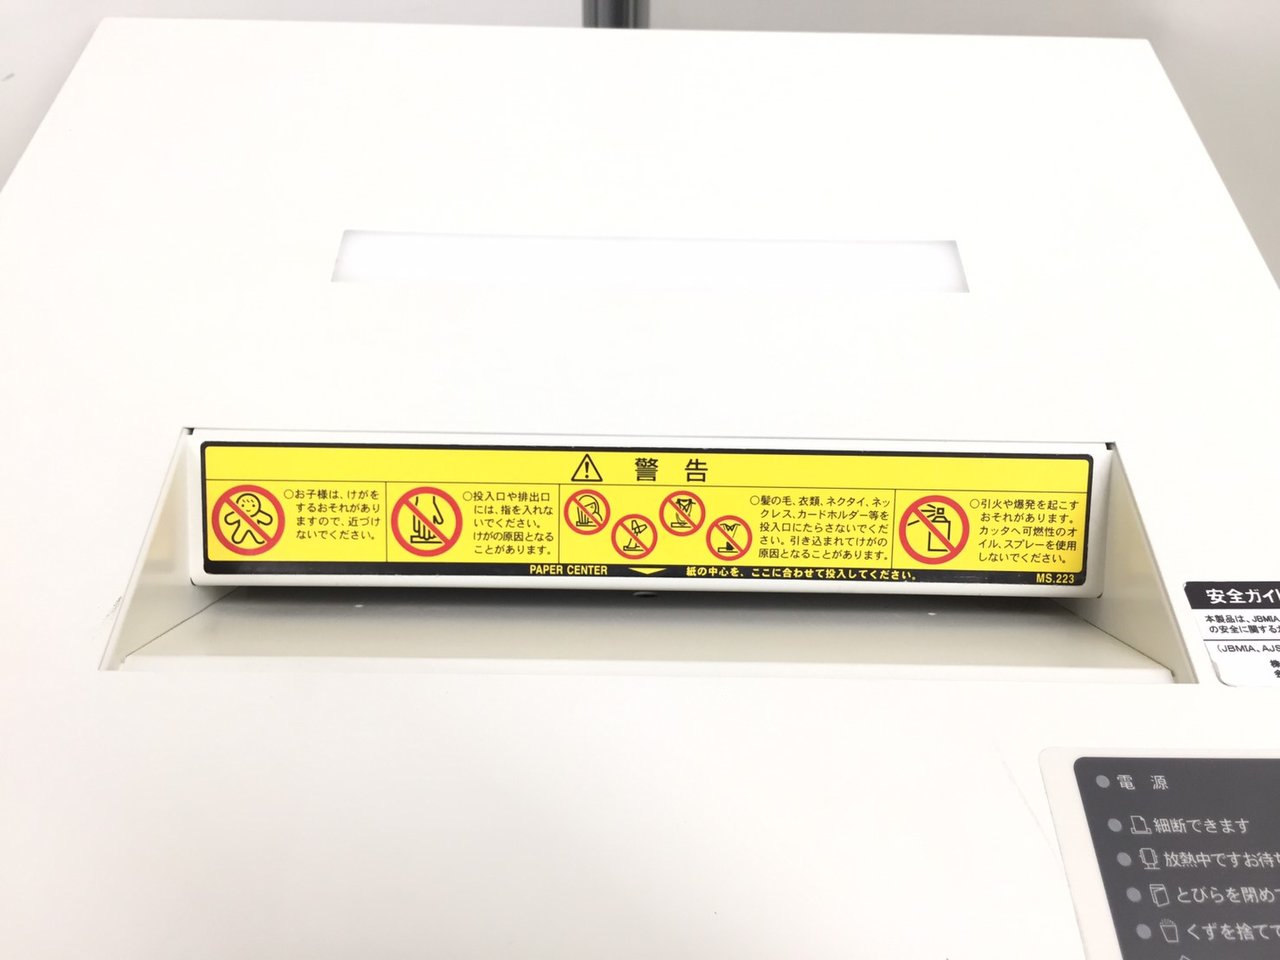 警告
○お子様は、けがを
するおそれがあり
ますので、近づけ
ないでください。
○投入口や排出口
には、指を入れな
いでください。
けがの原因となる
ことがあります。
○髪の毛、衣類、ネクタイ、ネッ
クレス、カードホルダー等を
投入口にたらさないでくだ
さい。引き込まれてけがの
原因となることがあります。
○引火や爆発を起こす
おそれがあります。
カッタへ可燃性のオ
イル、スプレーを使用
しないでください。
PAPER CENTER 紙の中心を、ここに合わせて投入してください。 MS.223
安全ガイ
本製品は、JBMIA
の安全に関する
(JBMIA、AJS
株
電源
細断できます
放熱中ですお待
とびらを閉め
くずを捨てて